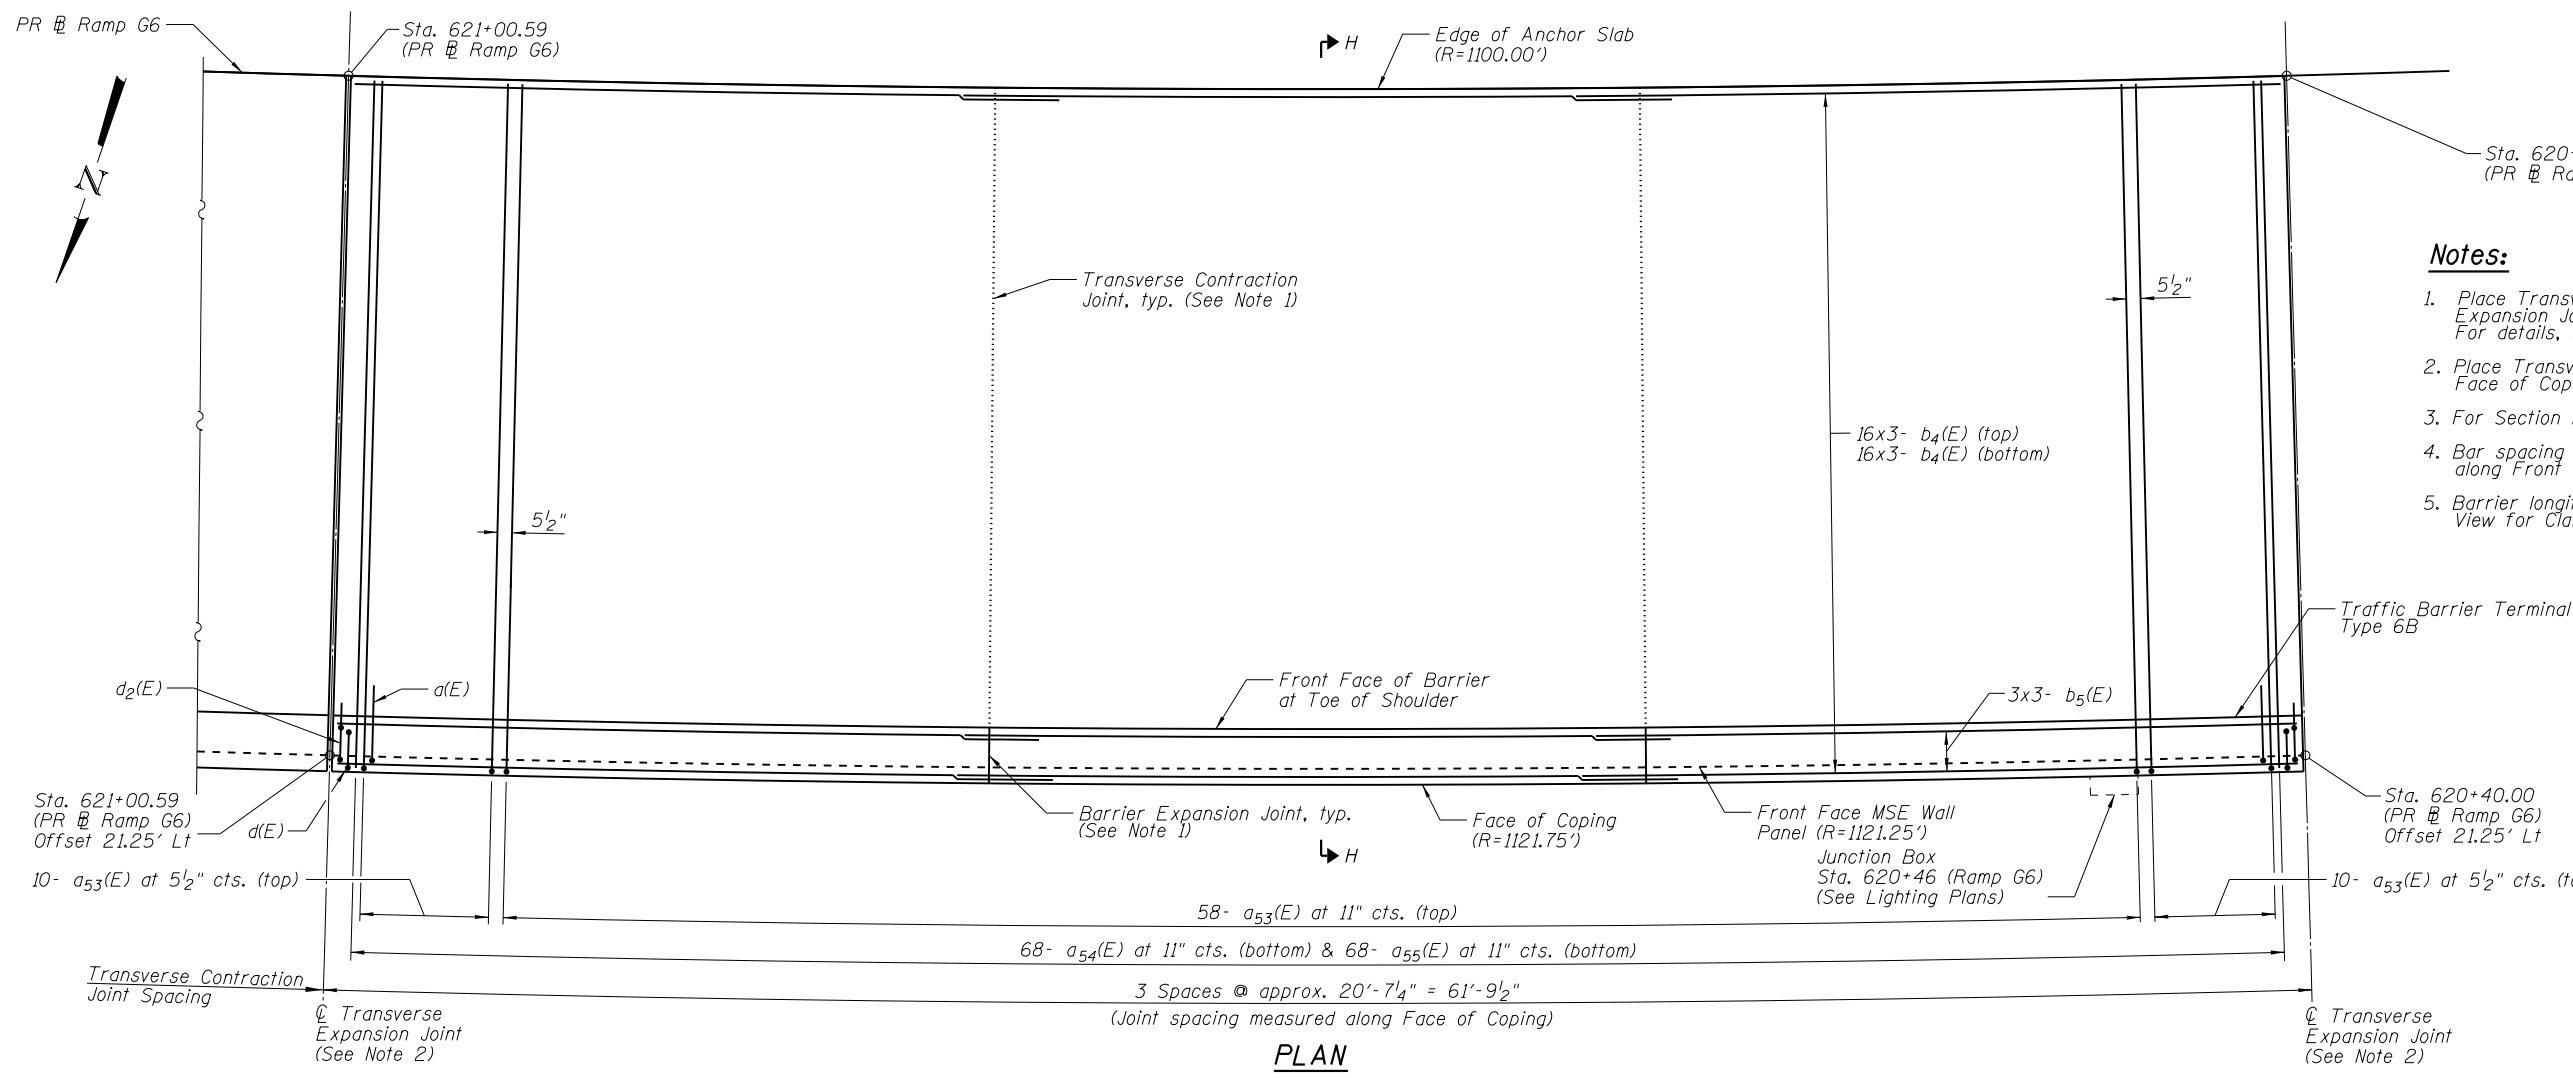 PR ℄ Ramp G6
Sta. 621+00.59
(PR ℄ Ramp G6)
H
Edge of Anchor Slab
(R=1100.00')
N
Sta. 620
(PR ℄
Transverse Contraction
Joint, typ. (See Note 1)
5½"
5½"
16x3- b4(E) (top)
16x3- b4(E) (bottom)
Notes:
1. Place Transv
Expansion Jo
For details,
2. Place Transv
Face of Cop
3. For Section
4. Bar spacing
along Front
5. Barrier longit
View for Cla
Traffic Barrier Terminal
Type 6B
d2(E)
a(E)
Front Face of Barrier
at Toe of Shoulder
3x3- b5(E)
Sta. 621+00.59
(PR ℄ Ramp G6)
Offset 21.25' Lt
d(E)
Barrier Expansion Joint, typ.
(See Note 1)
H
Face of Coping
(R=1121.75')
Front Face MSE Wall
Panel (R=1121.25')
Junction Box
Sta. 620+46 (Ramp G6)
(See Lighting Plans)
Sta. 620+40.00
(PR ℄ Ramp G6)
Offset 21.25' Lt
10- a53(E) at 5½" cts. (top)
58- a53(E) at 11" cts. (top)
10- a53(E) at 5½" cts. (t
68- a54(E) at 11" cts. (bottom) & 68- a55(E) at 11" cts. (bottom)
Transverse Contraction
Joint Spacing
3 Spaces @ approx. 20'-7¼" = 61'-9½"
(Joint spacing measured along Face of Coping)
℄ Transverse
Expansion Joint
(See Note 2)
℄ Transverse
Expansion Joint
(See Note 2)
PLAN